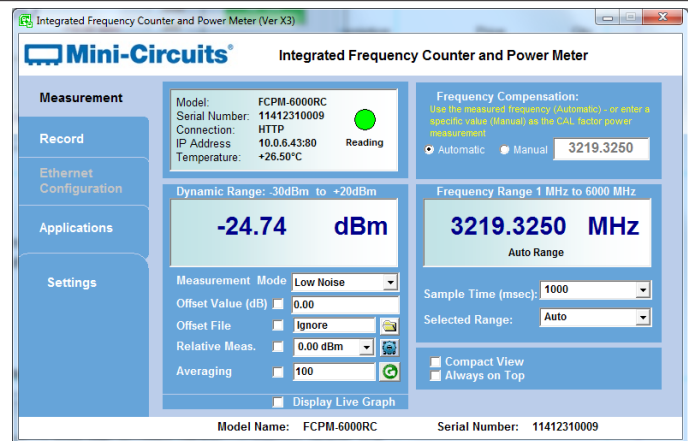 Integrated Frequency Counter and Power Meter (Ver X3)
Mini-Circuits®
Integrated Frequency Counter and Power Meter
Measurement
Record
Ethernet
Configuration
Applications
Settings
Model: FCPM-6000RC
Serial Number: 11412310009
Connection: HTTP
IP Address 10.0.6.43:80
Temperature: +26.50°C
Reading
Frequency Compensation:
Use the measured frequency (Automatic) - or enter a
specific value (Manual) as the CAL factor power
measurement
Automatic Manual 3219.3250
Dynamic Range: -30dBm to +20dBm
-24.74 dBm
Measurement Mode Low Noise
Offset Value (dB) 0.00
Offset File Ignore
Relative Meas. 0.00 dBm
Averaging 100
Display Live Graph
Frequency Range 1 MHz to 6000 MHz
3219.3250 MHz
Auto Range
Sample Time (msec): 1000
Selected Range: Auto
Compact View
Always on Top
Model Name: FCPM-6000RC Serial Number: 11412310009